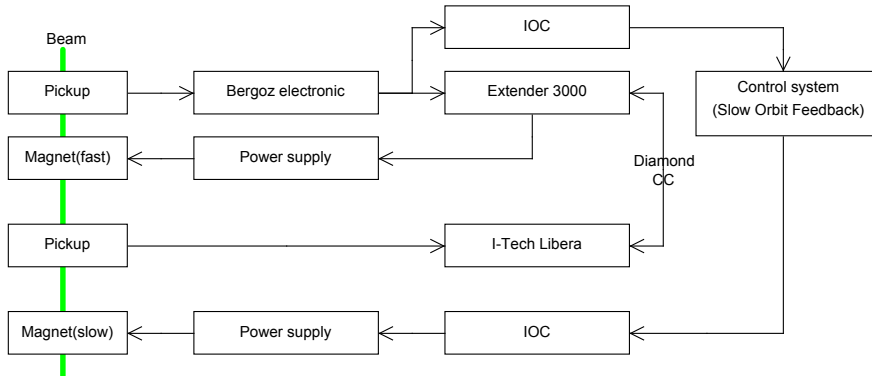 IOC
Beam
Pickup
Bergoz electronic
Extender 3000
Control system
(Slow Orbit Feedback)
Magnet(fast)
Power supply
Diamond
CC
Pickup
I-Tech Libera
Magnet(slow)
Power supply
IOC